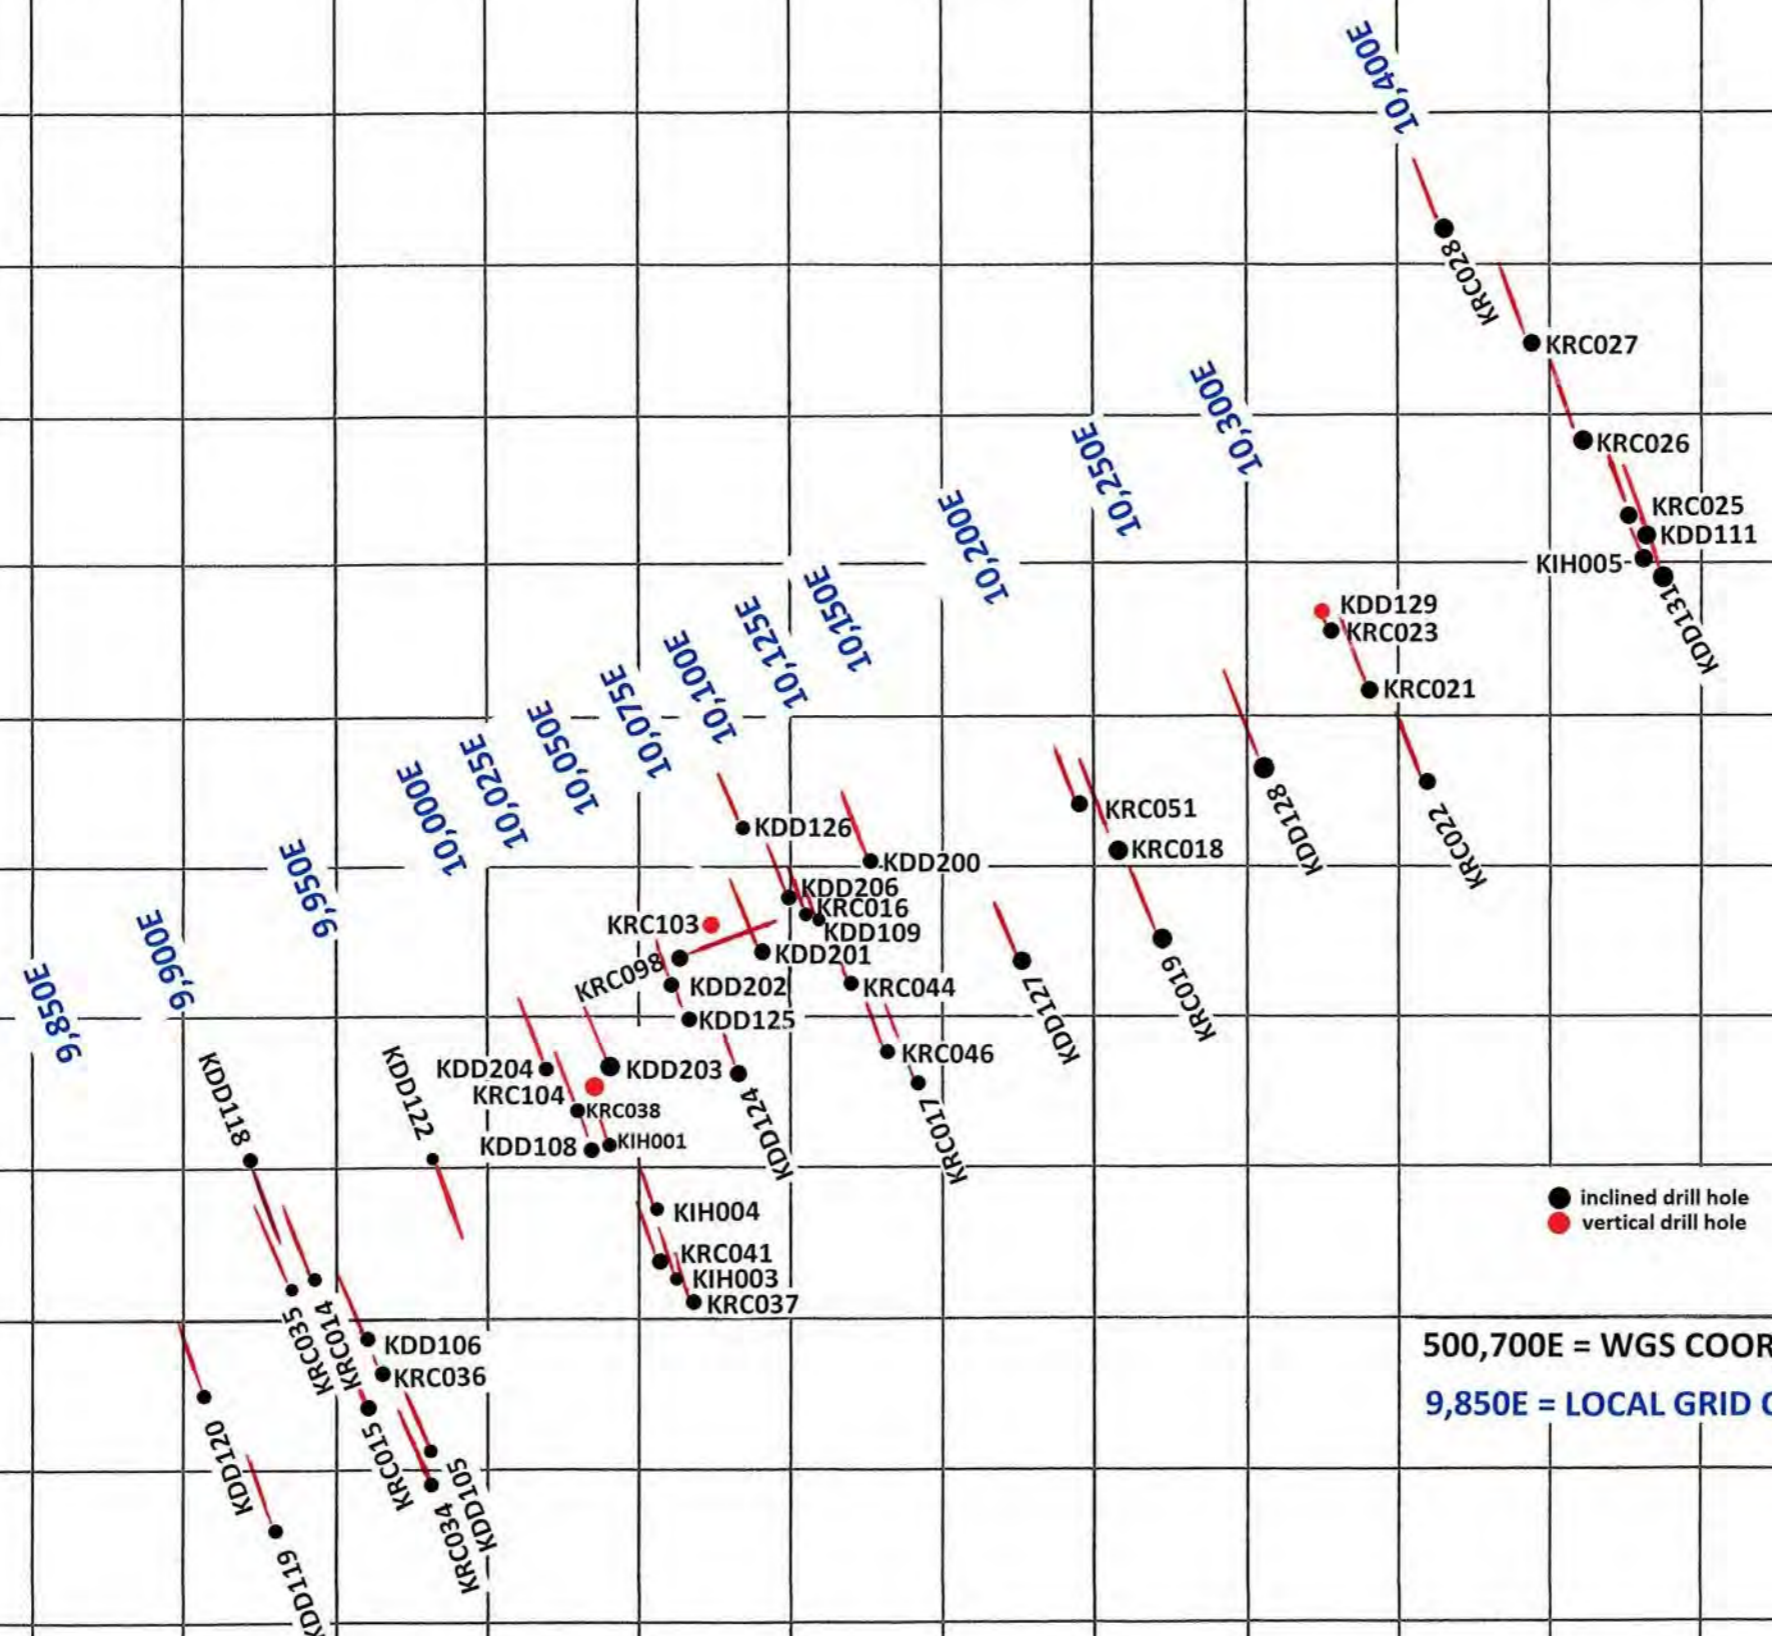 10,400E
KRC028
KRC027
10,300E
KRC026
10,250E
10,200E
KRC025
KDD111
KIH005
KDD131
10,150E
10,125E
10,100E
10,075E
10,050E
10,025E
10,000E
9,950E
9,900E
9,850E
KDD129
KRC023
KRC021
KDD128
KRC022
KRC051
KRC018
KRC019
KDD126
KDD200
KDD206
KRC016
KRC103
KDD109
KDD201
KRC098
KDD202
KRC044
KDD125
KDD127
KRC046
KDD118
KDD122
KDD204
KDD203
KRC104
KRC038
KDD108
KIH001
KDD124
KRC017
KIH004
KRC041
KIH003
KRC037
inclined drill hole
vertical drill hole
KRC035
KRC014
KDD106
KRC036
500,700E = WGS COOR
9,850E = LOCAL GRID
KDD120
KRC015
KDD105
KRC034
KDD119